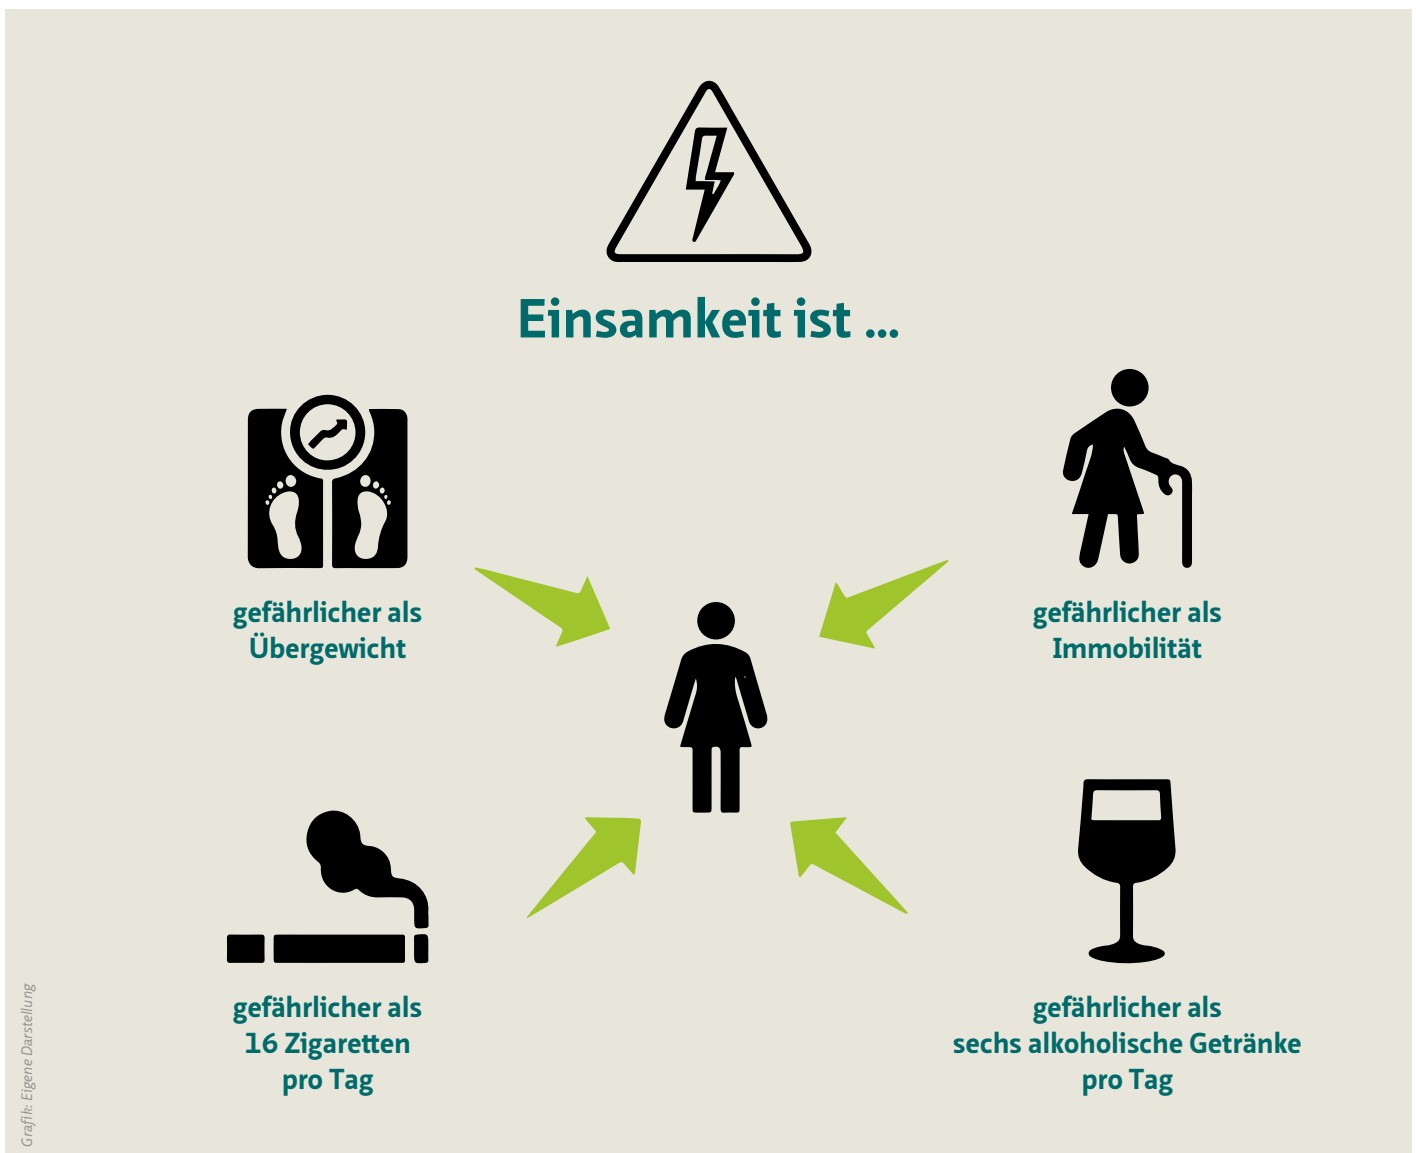 Einsamkeit ist ...
gefährlicher als
Übergewicht
gefährlicher als
Immobilität
gefährlicher als
16 Zigaretten
pro Tag
gefährlicher als
sechs alkoholische Getränke
pro Tag
Grafik: Eigene Darstellung